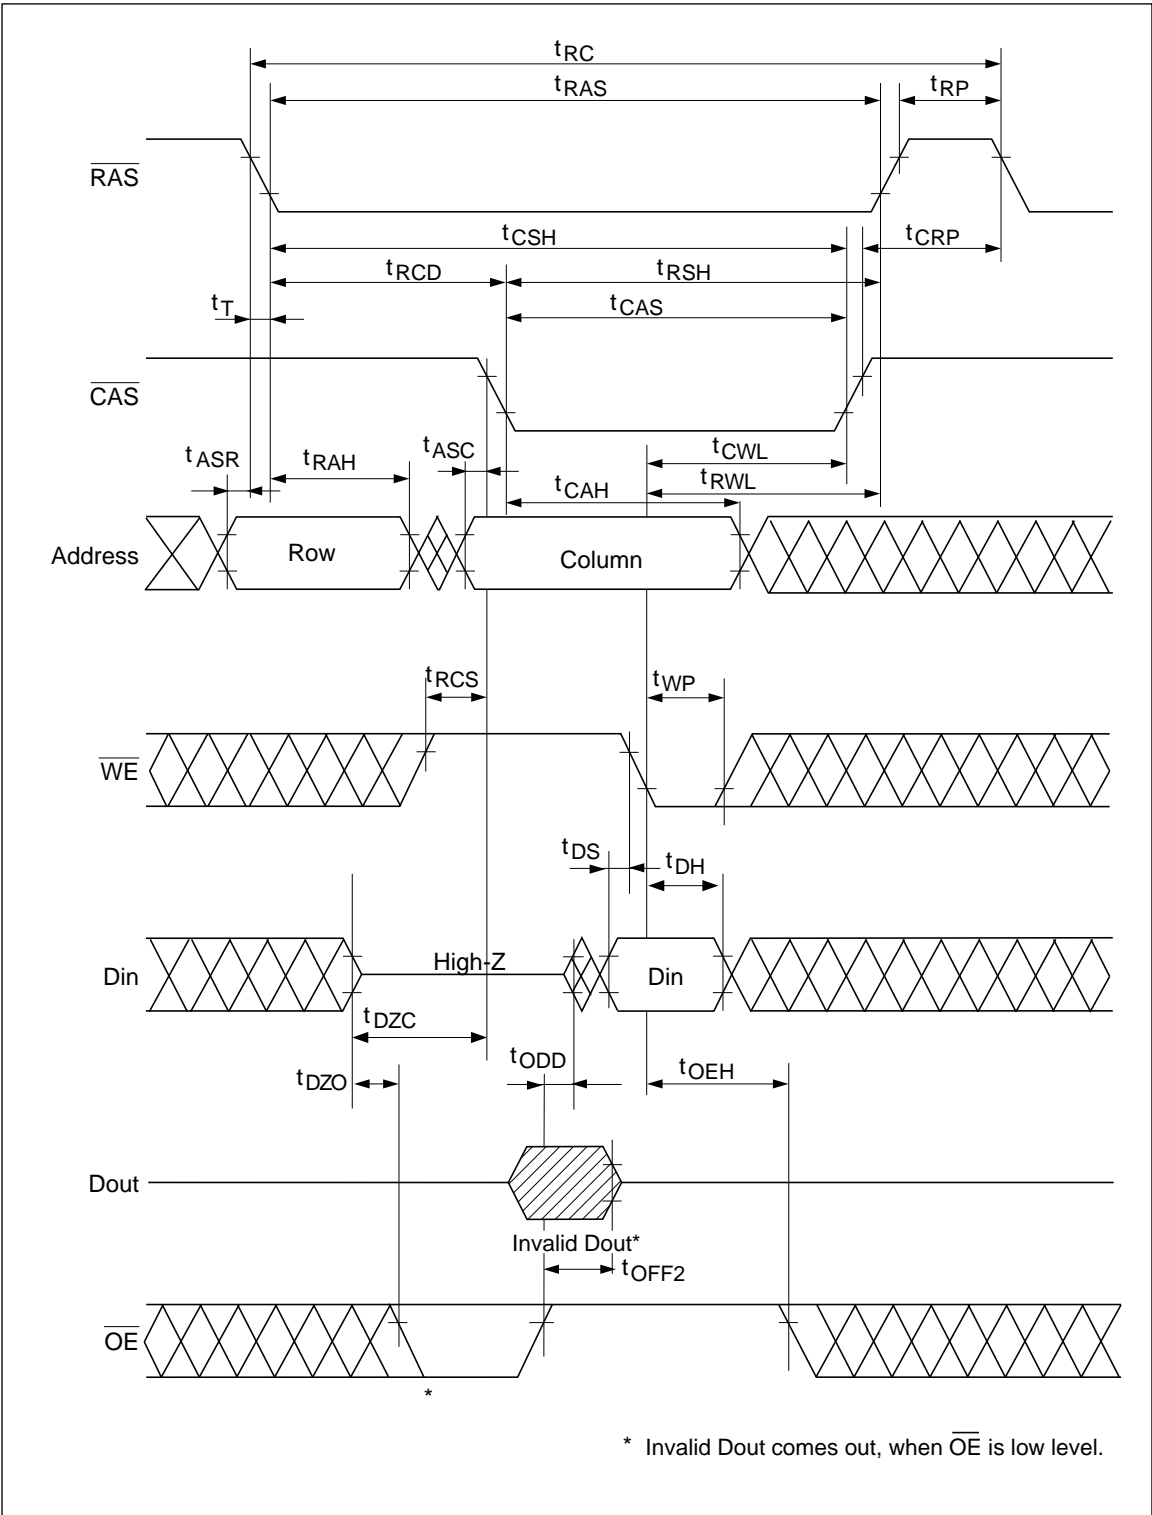 tRC
tRAS
tRP
RAS
tCSH
tCRP
tRCD
tRSH
tT
tCAS
CAS
tASR
tRAH
tASC
tCWL
tRWL
tCAH
Address
Row
Column
tRCS
tWP
WE
tDS
tDH
Din
High-Z
Din
tDZC
tODD
tOEH
tDZO
Dout
Invalid Dout*
tOFF2
OE
*
* Invalid Dout comes out, when OE is low level.